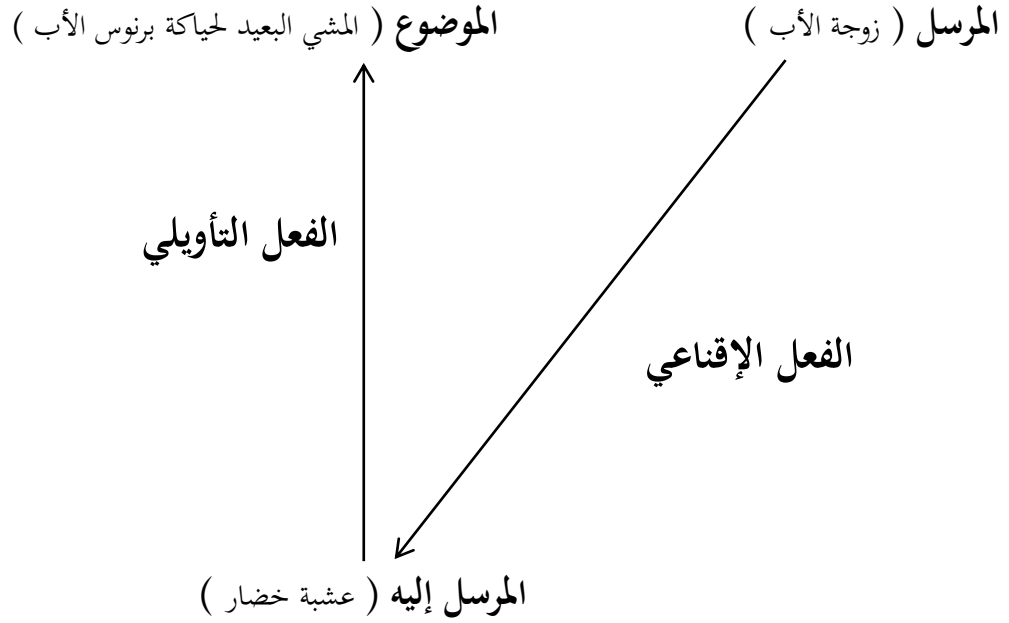 المرسل ( زوجة الأب )
الموضوع ( المشي البعيد لحياكة برنوس الأب )
الفعل التأويلي
الفعل الإقناعي
المرسل إليه ( عشبة خضار )